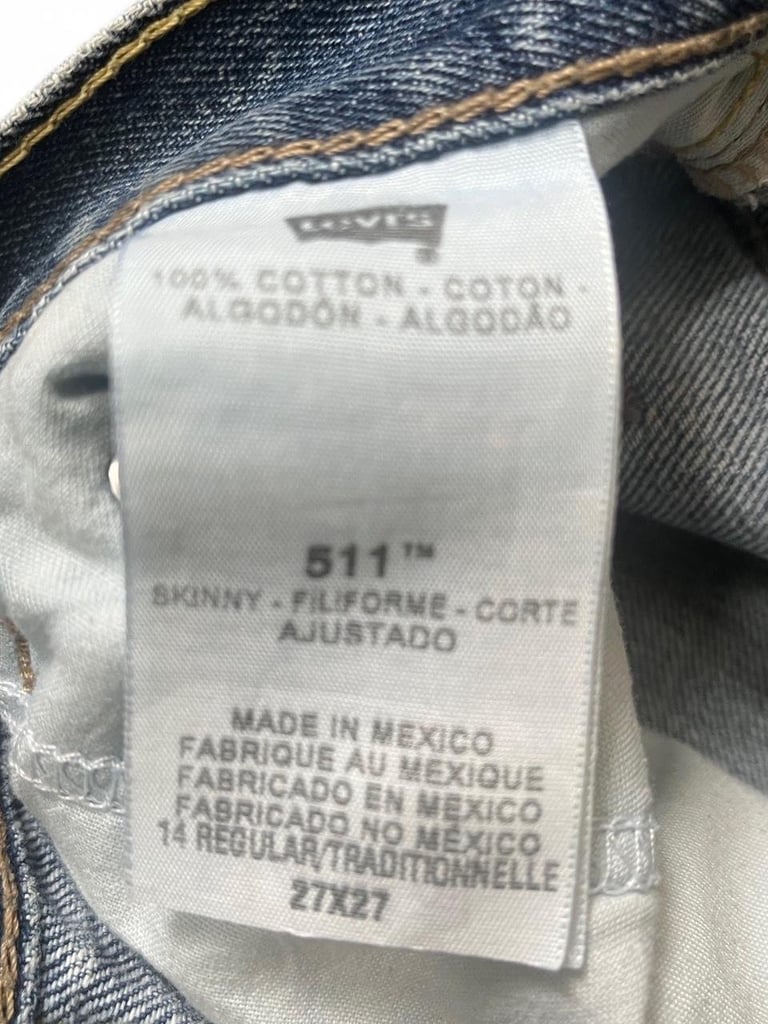 Levi's
®
100% COTTON - COTON -
ALGODÓN - ALGODÃO
511™
SKINNY - FILIFORME - CORTE
AJUSTADO
MADE IN MEXICO
FABRIQUE AU MEXIQUE
FABRICADO EN MEXICO
FABRICADO NO MÉXICO
14 REGULAR/TRADITIONNELLE
27X27